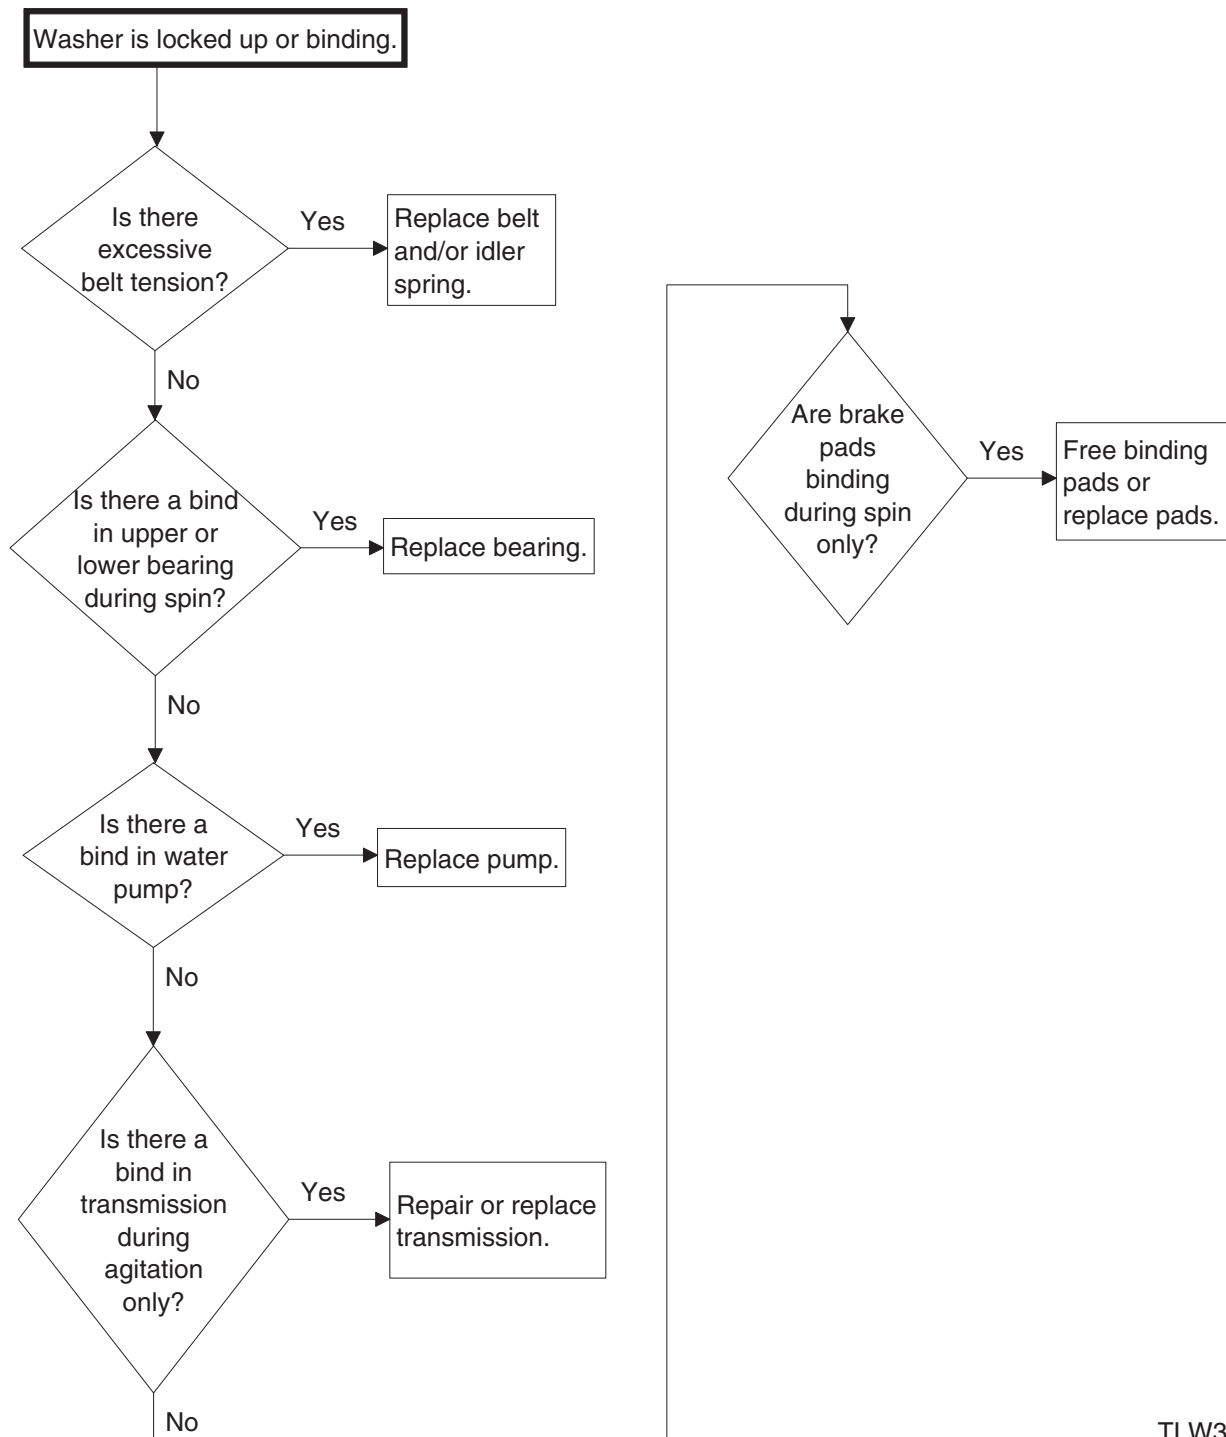 Washer is locked up or binding.
Is there
excessive
belt tension?
Yes
Replace belt
and/or idler
spring.
No
Is there a bind
in upper or
lower bearing
during spin?
Yes
Replace bearing.
No
Is there a
bind in water
pump?
Yes
Replace pump.
No
Is there a
bind in
transmission
during
agitation
only?
Yes
Repair or replace
transmission.
No
Are brake
pads
binding
during spin
only?
Yes
Free binding
pads or
replace pads.